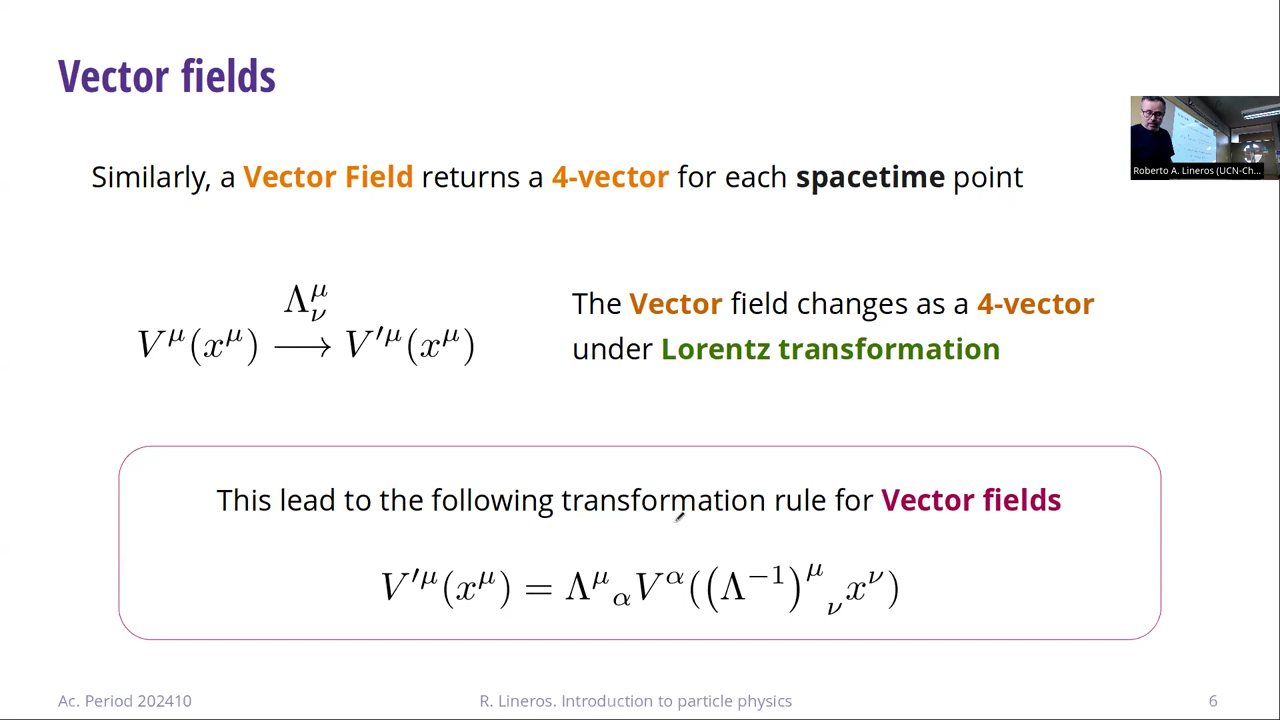 Vector fields
Similarly, a Vector Field returns a 4-vector for each spacetime point
Roberto A. Lineros (UCN-Ch...
Λ^μ_ν
V^μ(x^μ) ⟶ V'^μ(x^μ)
The Vector field changes as a 4-vector
under Lorentz transformation
This lead to the following transformation rule for Vector fields
V'^μ(x^μ) = Λ^μ_α V^α((Λ^{-1})^μ_ν x^ν)
Ac. Period 202410
R. Lineros. Introduction to particle physics
6